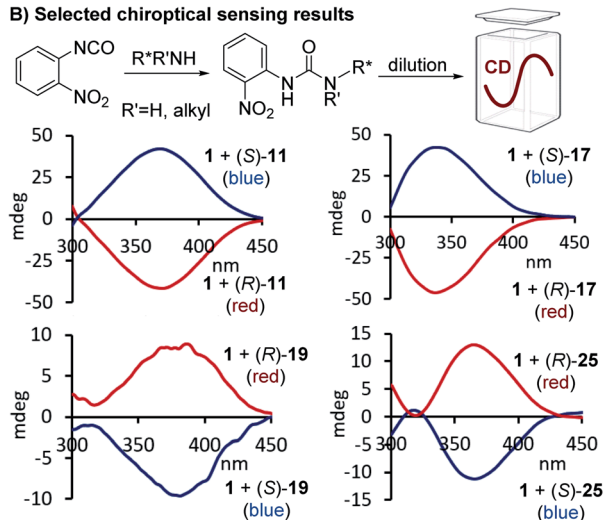 B) Selected chiroptical sensing results
NCO
NO2
R*R'NH
R'=H, alkyl
O
R*
N
H
N
R'
NO2
dilution
CD
50
25
0
-25
-50
mdeg
300
350
400
450
nm
1 + (S)-11
(blue)
1 + (R)-11
(red)
50
25
0
-25
-50
mdeg
300
350
400
450
nm
1 + (S)-17
(blue)
1 + (R)-17
(red)
10
5
0
-5
-10
mdeg
300
350
400
450
nm
1 + (R)-19
(red)
1 + (S)-19
(blue)
15
10
5
0
-5
-10
-15
mdeg
300
350
400
450
nm
1 + (R)-25
(red)
1 + (S)-25
(blue)